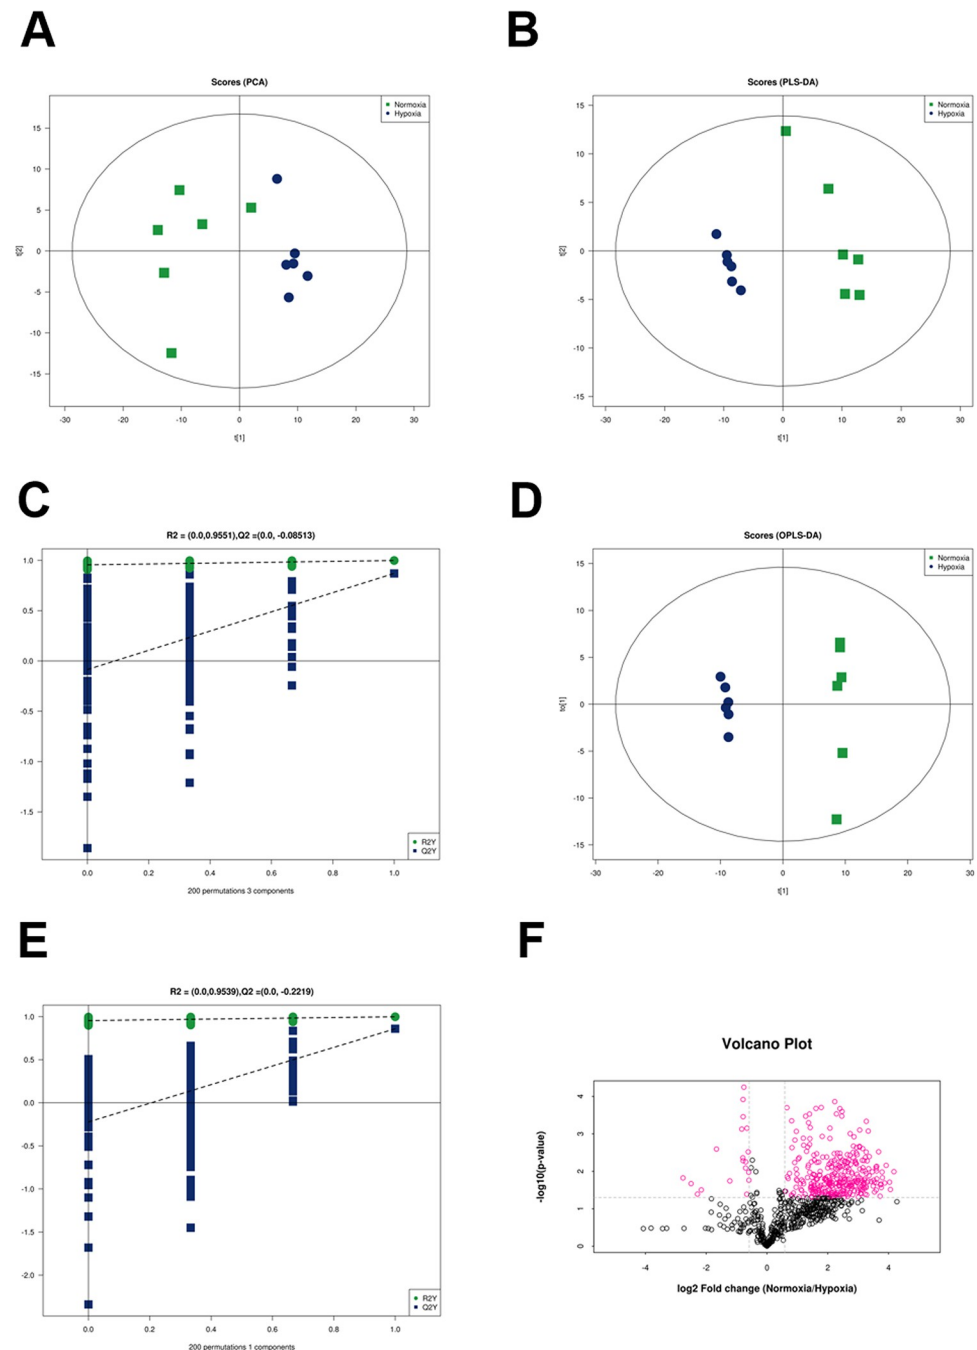 A
Scores (PCA)
Normoxia
Hypoxia
15
10
5
0
-5
-10
-15
t[2]
-30
-20
-10
0
10
20
30
t[1]
B
Scores (PLS-DA)
Normoxia
Hypoxia
15
10
5
0
-5
-10
-15
t[2]
-30
-20
-10
0
10
20
30
t[1]
C
R2 = (0.0,0.9551),Q2 =(0.0, -0.08513)
1.0
0.5
0.0
-0.5
-1.0
-1.5
R2Y
Q2Y
0.0
0.2
0.4
0.6
0.8
1.0
200 permutations 3 components
D
Scores (OPLS-DA)
Normoxia
Hypoxia
15
10
5
0
-5
-10
-15
to[1]
-30
-20
-10
0
10
20
30
t[1]
E
R2 = (0.0,0.9539),Q2 =(0.0, -0.2219)
1.0
0.5
0.0
-0.5
-1.0
-1.5
-2.0
R2Y
Q2Y
0.0
0.2
0.4
0.6
0.8
1.0
200 permutations 1 components
F
Volcano Plot
4
3
2
1
0
-log10(p-value)
-4
-2
0
2
4
log2 Fold change (Normoxia/Hypoxia)